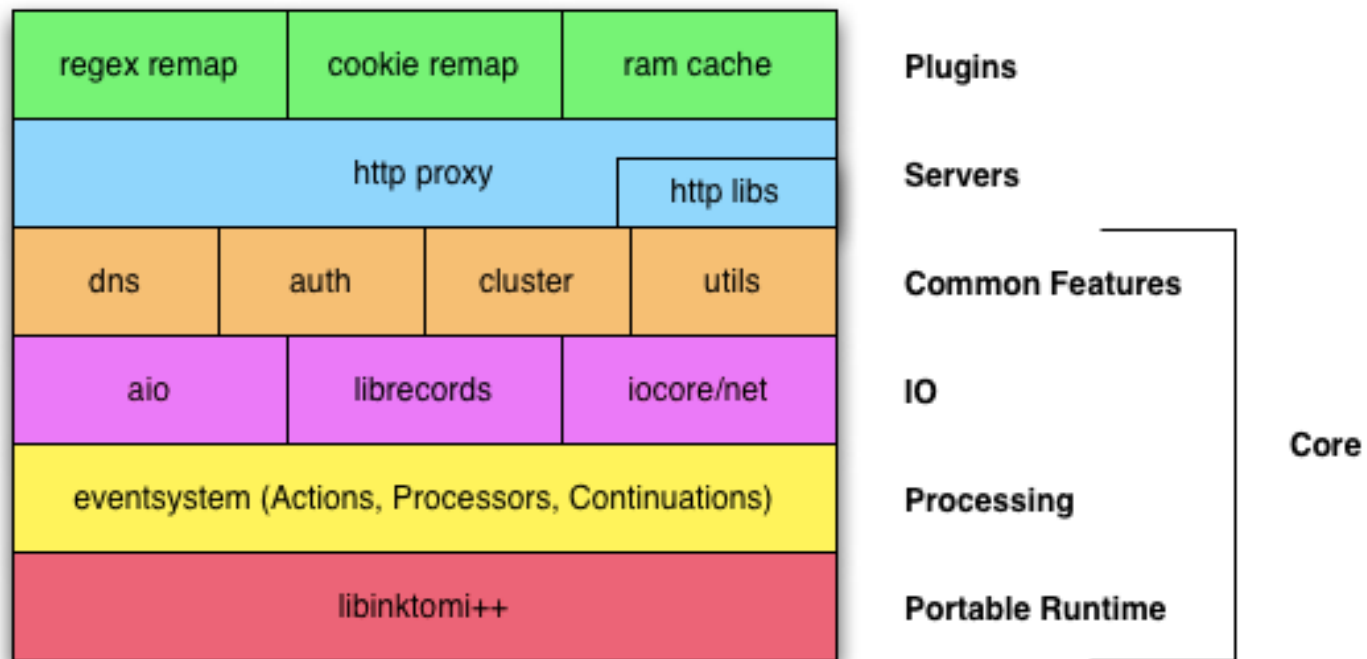 regex remap cookie remap ram cache Plugins
http proxy Servers
http libs
dns auth cluster utils Common Features
aio librecords iocore/net IO
Core
eventsystem (Actions, Processors, Continuations) Processing
libinktomi++ Portable Runtime